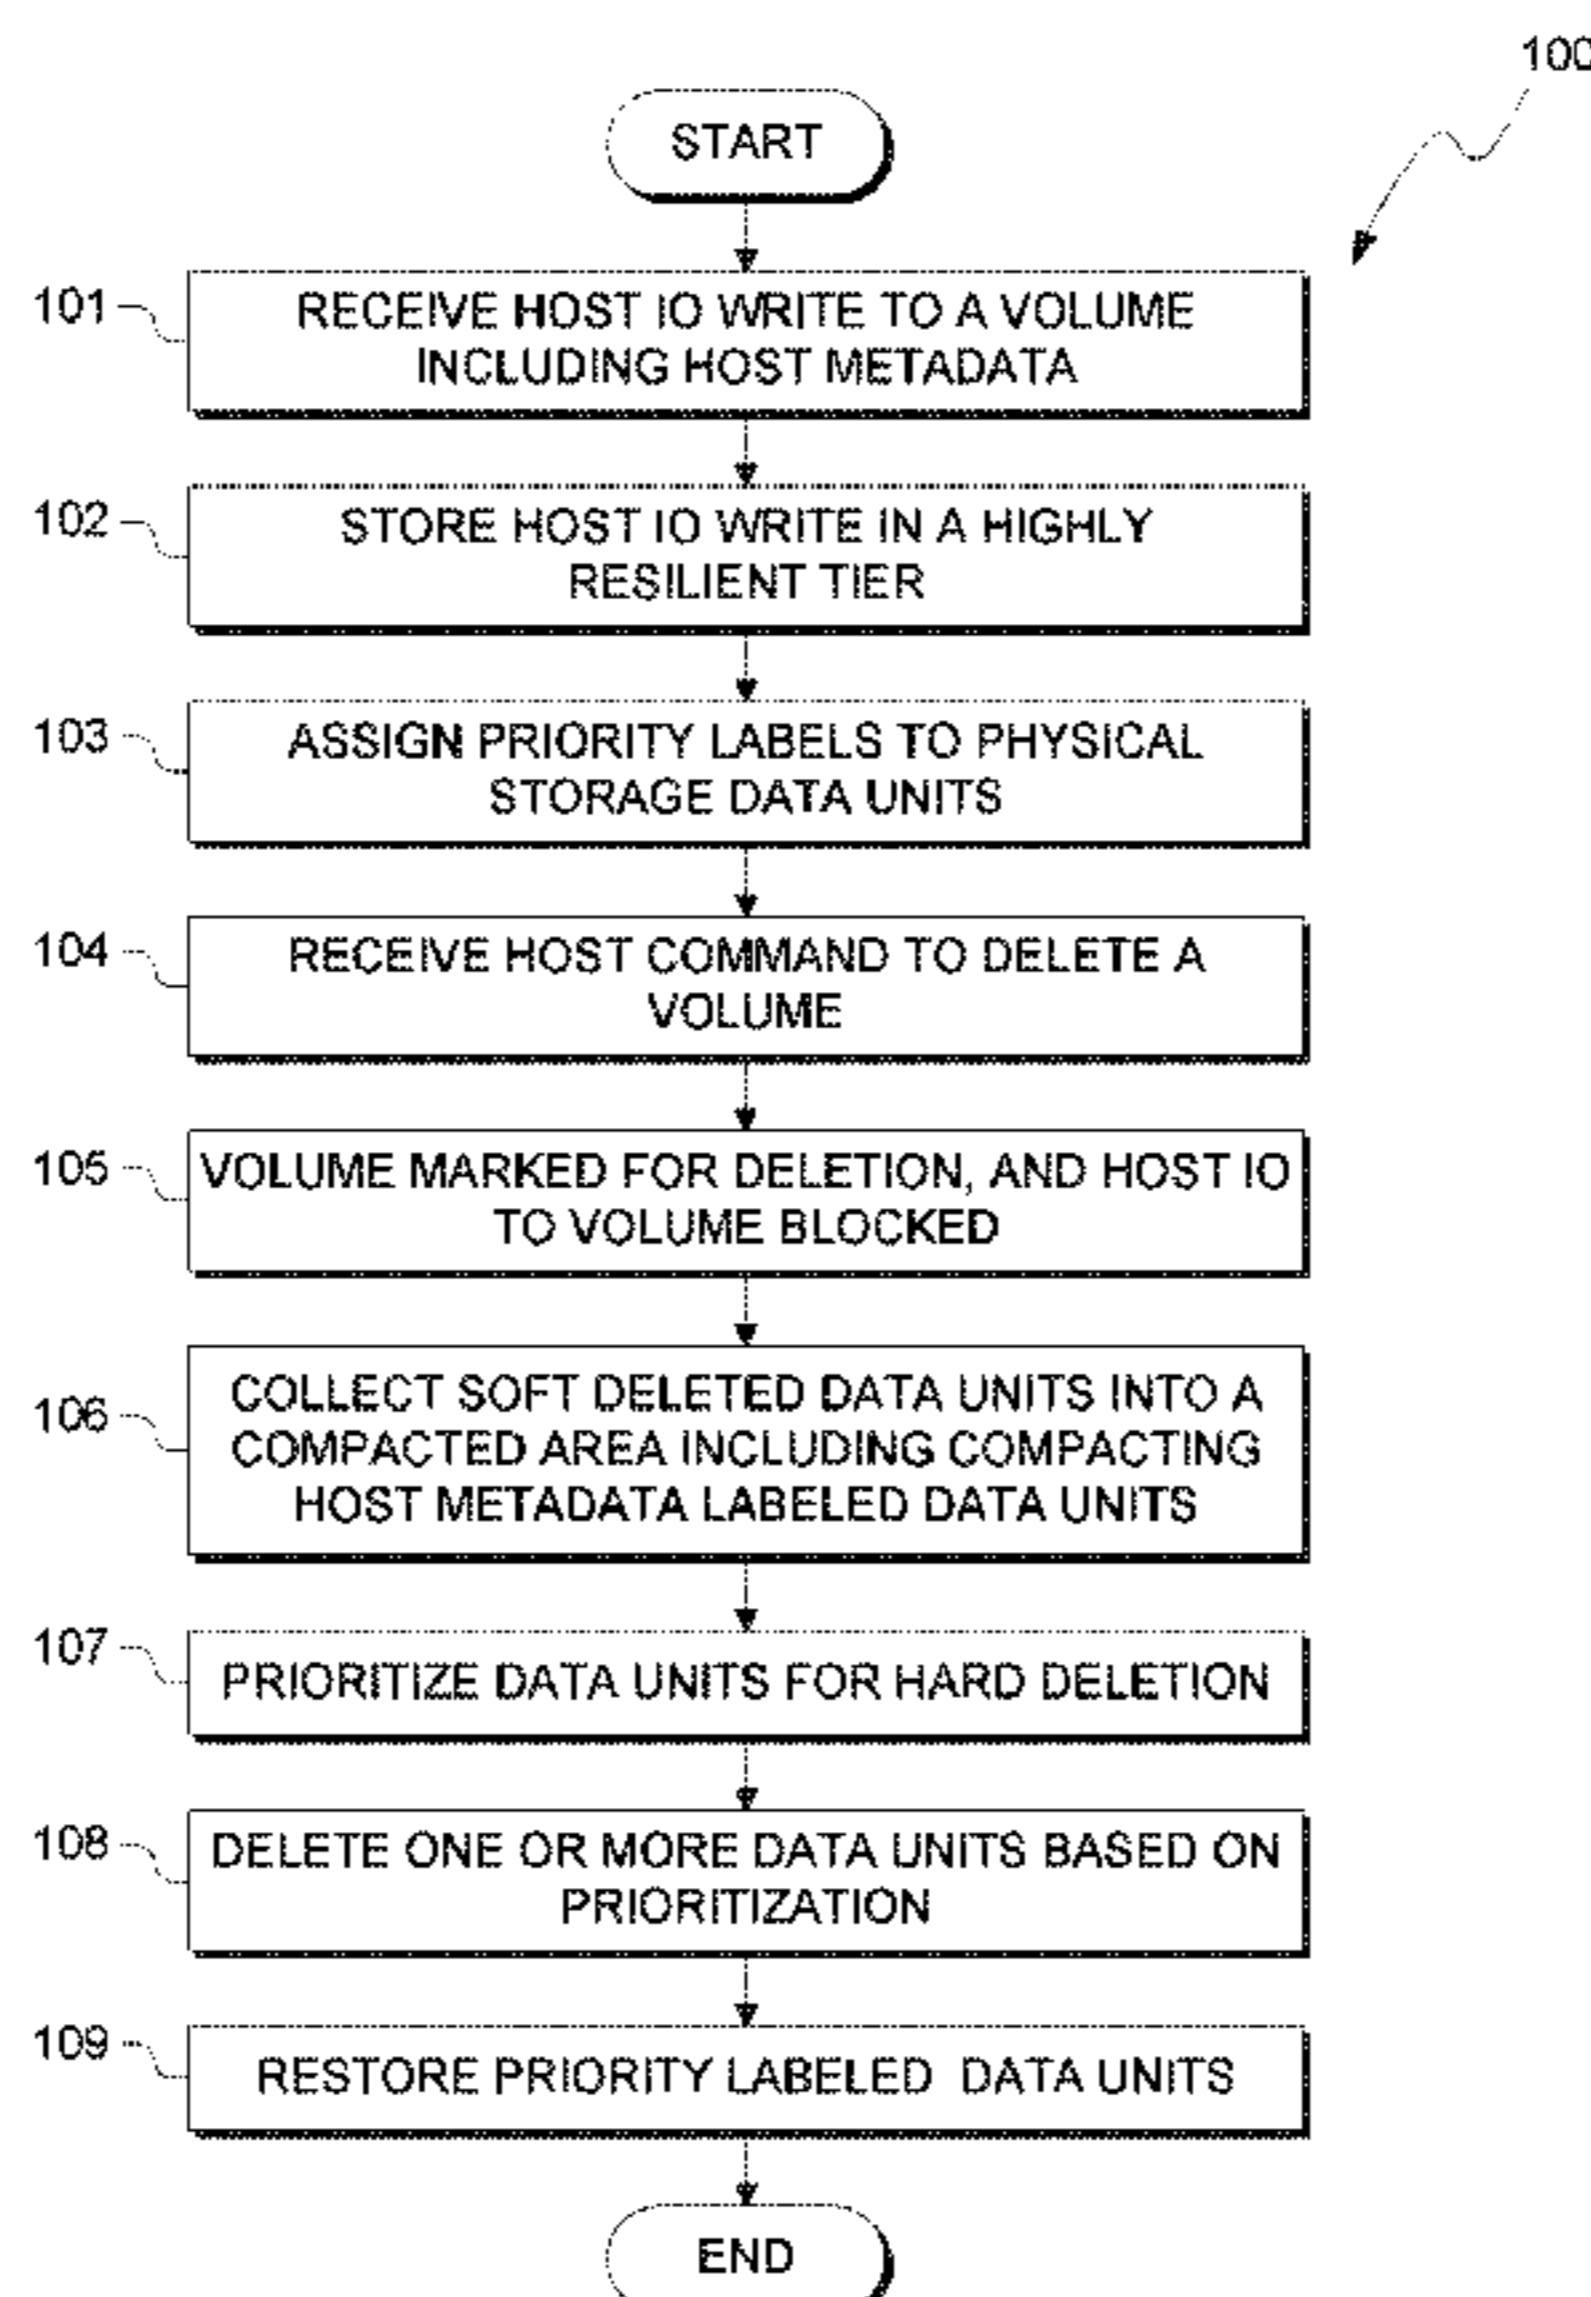 100
START
101
RECEIVE HOST IO WRITE TO A VOLUME
INCLUDING HOST METADATA
102
STORE HOST IO WRITE IN A HIGHLY
RESILIENT TIER
103
ASSIGN PRIORITY LABELS TO PHYSICAL
STORAGE DATA UNITS
104
RECEIVE HOST COMMAND TO DELETE A
VOLUME
105
VOLUME MARKED FOR DELETION, AND HOST IO
TO VOLUME BLOCKED
106
COLLECT SOFT DELETED DATA UNITS INTO A
COMPACTED AREA INCLUDING COMPACTING
HOST METADATA LABELED DATA UNITS
107
PRIORITIZE DATA UNITS FOR HARD DELETION
108
DELETE ONE OR MORE DATA UNITS BASED ON
PRIORITIZATION
109
RESTORE PRIORITY LABELED DATA UNITS
END